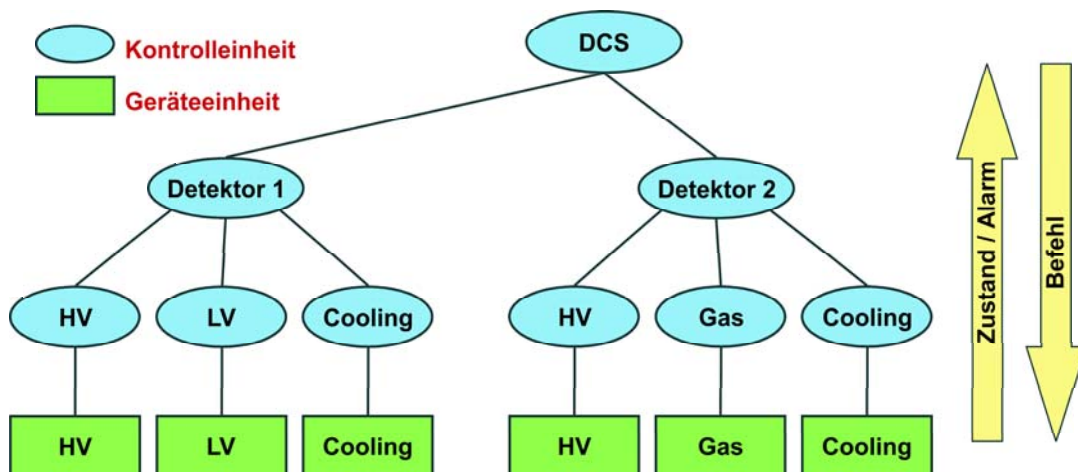 DCS
Kontrolleinheit
Geräteeinheit
Detektor 1
Detektor 2
HV
LV
Cooling
HV
Gas
Cooling
HV
LV
Cooling
HV
Gas
Cooling
Zustand / Alarm
Befehl